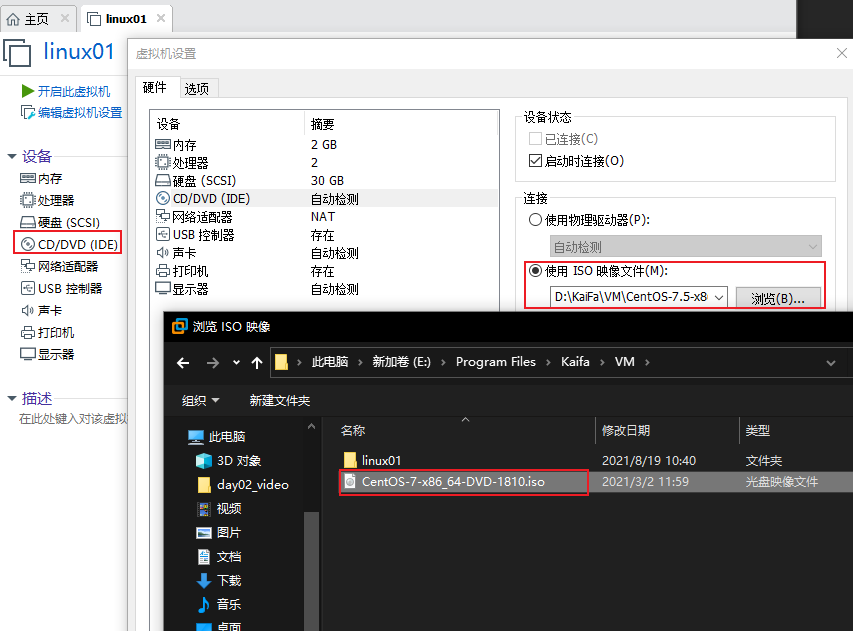 主页
linux01
linux01
开启此虚拟机
编辑虚拟机设置
设备
内存
处理器
硬盘 (SCSI)
CD/DVD (IDE)
网络适配器
USB 控制器
声卡
打印机
显示器
描述
在此处键入对该虚拟
虚拟机设置
硬件 选项
设备 摘要
内存 2 GB
处理器 2
硬盘 (SCSI) 30 GB
CD/DVD (IDE) 自动检测
网络适配器 NAT
USB 控制器 存在
声卡 自动检测
打印机 存在
显示器 自动检测
设备状态
已连接(C)
启动时连接(O)
连接
使用物理驱动器(P):
自动检测
使用 ISO 映像文件(M):
D:\KaiFa\VM\CentOS-7.5-x8 浏览(B)...
浏览 ISO 映像
此电脑 新加卷 (E:) Program Files Kaifa VM
组织 新建文件夹
此电脑
3D 对象
day02_video
视频
图片
文档
下载
音乐
桌面
名称 修改日期 类型
linux01 2021/8/19 10:40 文件夹
CentOS-7-x86_64-DVD-1810.iso 2021/3/2 11:59 光盘映像文件